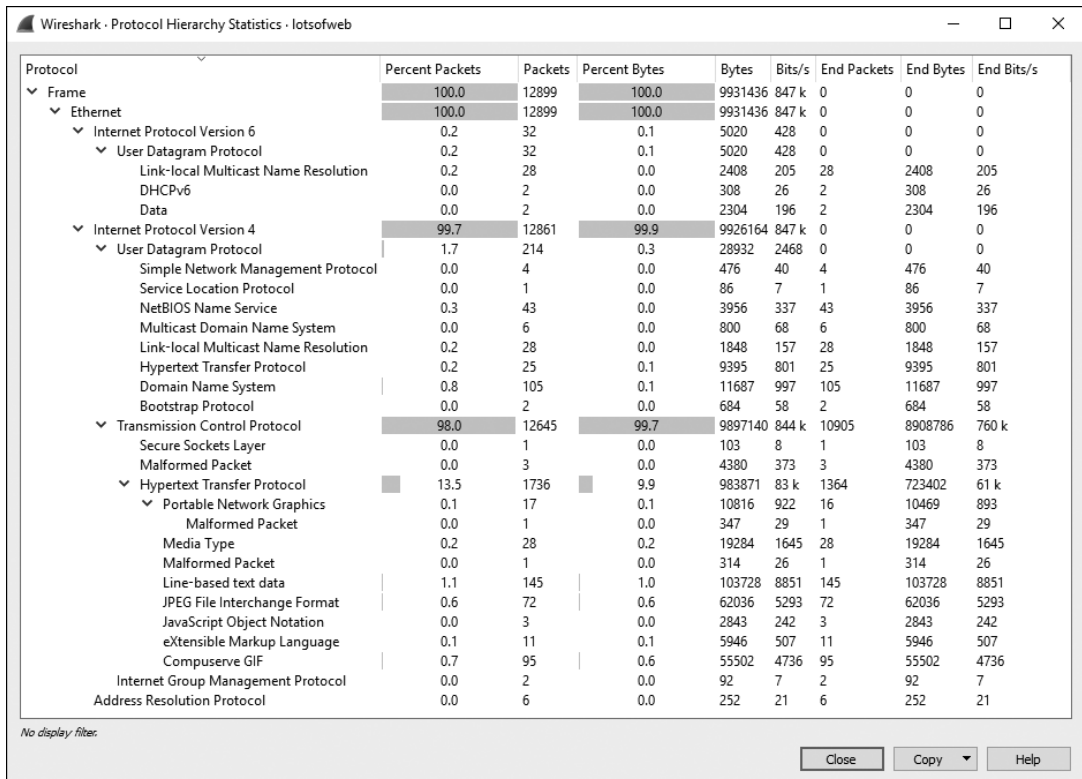 Wireshark · Protocol Hierarchy Statistics · lotsofweb
Protocol Percent Packets Packets Percent Bytes Bytes Bits/s End Packets End Bytes End Bits/s
Frame 100.0 12899 100.0 9931436 847 k 0 0 0
Ethernet 100.0 12899 100.0 9931436 847 k 0 0 0
Internet Protocol Version 6 0.2 32 0.1 5020 428 0 0 0
User Datagram Protocol 0.2 32 0.1 5020 428 0 0 0
Link-local Multicast Name Resolution 0.2 28 0.0 2408 205 28 2408 205
DHCPv6 0.0 2 0.0 308 26 2 308 26
Data 0.0 2 0.0 2304 196 2 2304 196
Internet Protocol Version 4 99.7 12861 99.9 9926164 847 k 0 0 0
User Datagram Protocol 1.7 214 0.3 28932 2468 0 0 0
Simple Network Management Protocol 0.0 4 0.0 476 40 4 476 40
Service Location Protocol 0.0 1 0.0 86 7 1 86 7
NetBIOS Name Service 0.3 43 0.0 3956 337 43 3956 337
Multicast Domain Name System 0.0 6 0.0 800 68 6 800 68
Link-local Multicast Name Resolution 0.2 28 0.0 1848 157 28 1848 157
Hypertext Transfer Protocol 0.2 25 0.1 9395 801 25 9395 801
Domain Name System 0.8 105 0.1 11687 997 105 11687 997
Bootstrap Protocol 0.0 2 0.0 684 58 2 684 58
Transmission Control Protocol 98.0 12645 99.7 9897140 844 k 10905 8908786 760 k
Secure Sockets Layer 0.0 1 0.0 103 8 1 103 8
Malformed Packet 0.0 3 0.0 4380 373 3 4380 373
Hypertext Transfer Protocol 13.5 1736 9.9 983871 83 k 1364 723402 61 k
Portable Network Graphics 0.1 17 0.1 10816 922 16 10469 893
Malformed Packet 0.0 1 0.0 347 29 1 347 29
Media Type 0.2 28 0.2 19284 1645 28 19284 1645
Malformed Packet 0.0 1 0.0 314 26 1 314 26
Line-based text data 1.1 145 1.0 103728 8851 145 103728 8851
JPEG File Interchange Format 0.6 72 0.6 62036 5293 72 62036 5293
JavaScript Object Notation 0.0 3 0.0 2843 242 3 2843 242
eXtensible Markup Language 0.1 11 0.1 5946 507 11 5946 507
Compuserve GIF 0.7 95 0.6 55502 4736 95 55502 4736
Internet Group Management Protocol 0.0 2 0.0 92 7 2 92 7
Address Resolution Protocol 0.0 6 0.0 252 21 6 252 21
No display filter.
Close Copy Help